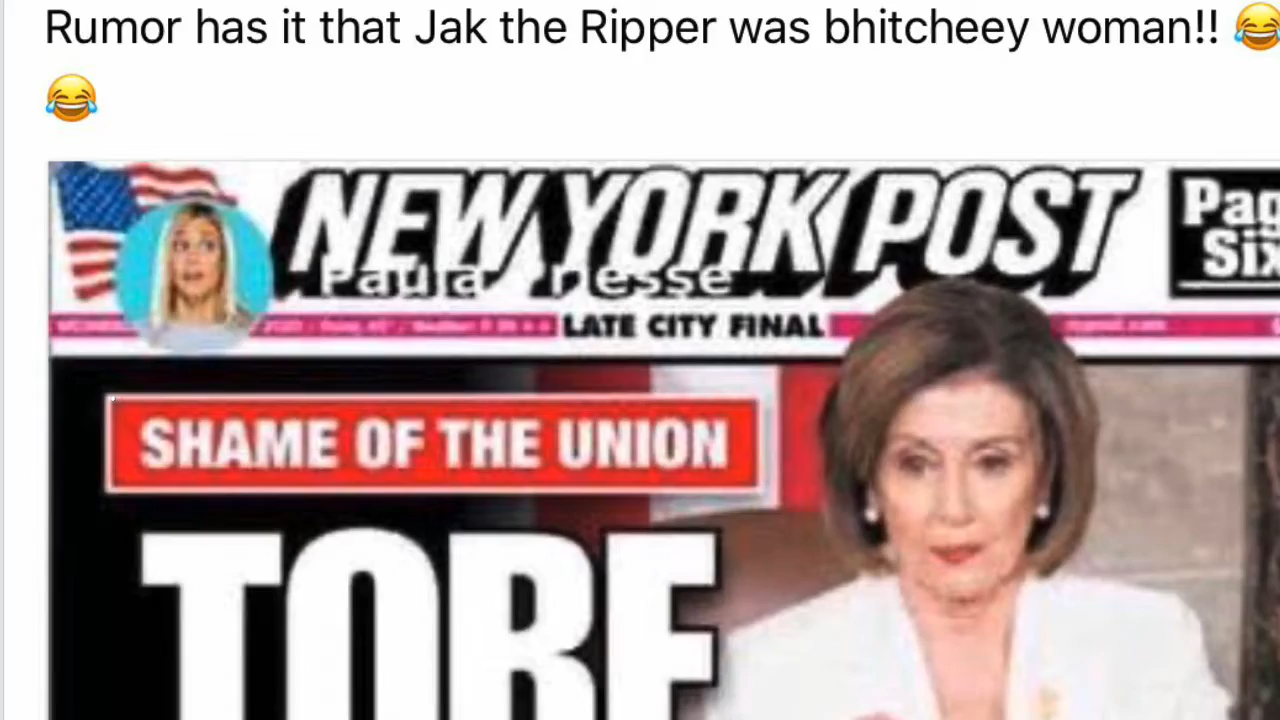 Rumor has it that Jak the Ripper was bhitcheey woman!! 😂
😂
NEW YORK POST
Pag
Six
LATE CITY FINAL
SHAME OF THE UNION
TORE